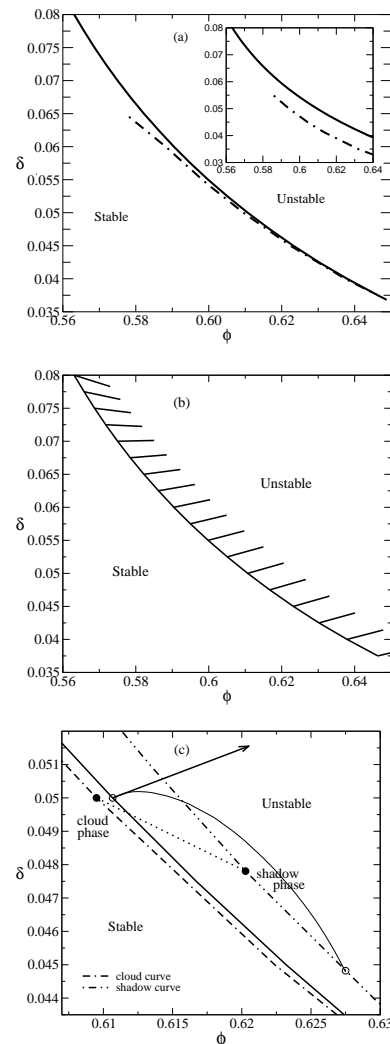 0.08
0.075
0.07
0.065
0.06
0.055
0.05
0.045
0.04
0.035
δ
(a)
0.08
0.07
0.06
0.05
0.04
0.03
0.56 0.58 0.6 0.62 0.64
Unstable
Stable
0.56 0.58 0.60 0.62 0.64
ϕ
0.08
0.075
0.07
0.065
0.06
0.055
0.05
0.045
0.04
0.035
δ
(b)
Unstable
Stable
0.56 0.58 0.6 0.62 0.64
ϕ
0.051
0.05
0.049
0.048
0.047
0.046
0.045
0.044
δ
(c)
Unstable
cloud
phase
shadow
phase
Stable
cloud curve
shadow curve
0.61 0.615 0.62 0.625 0.63
ϕ